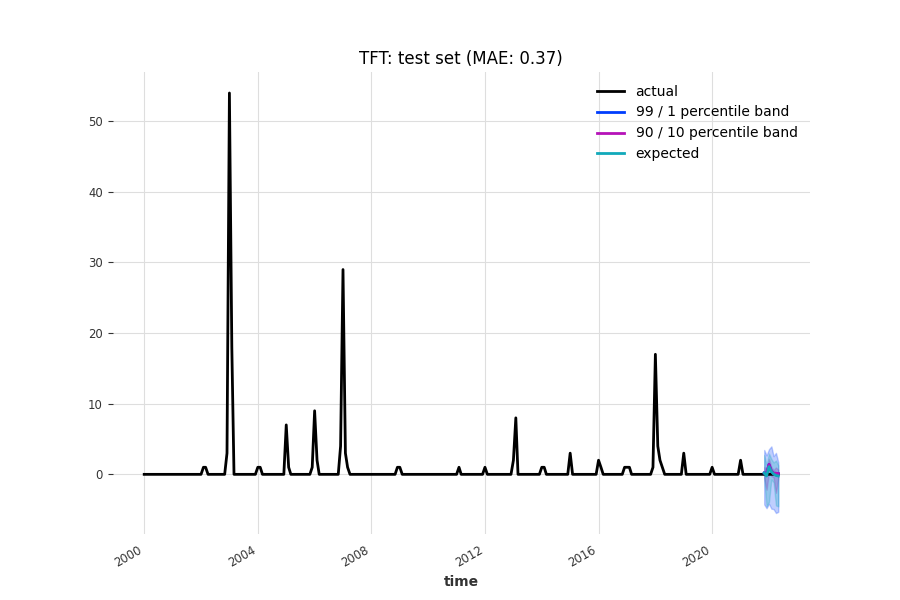 TFT: test set (MAE: 0.37)
actual
99 / 1 percentile band
90 / 10 percentile band
expected
50
40
30
20
10
0
2000
2004
2008
2012
2016
2020
time